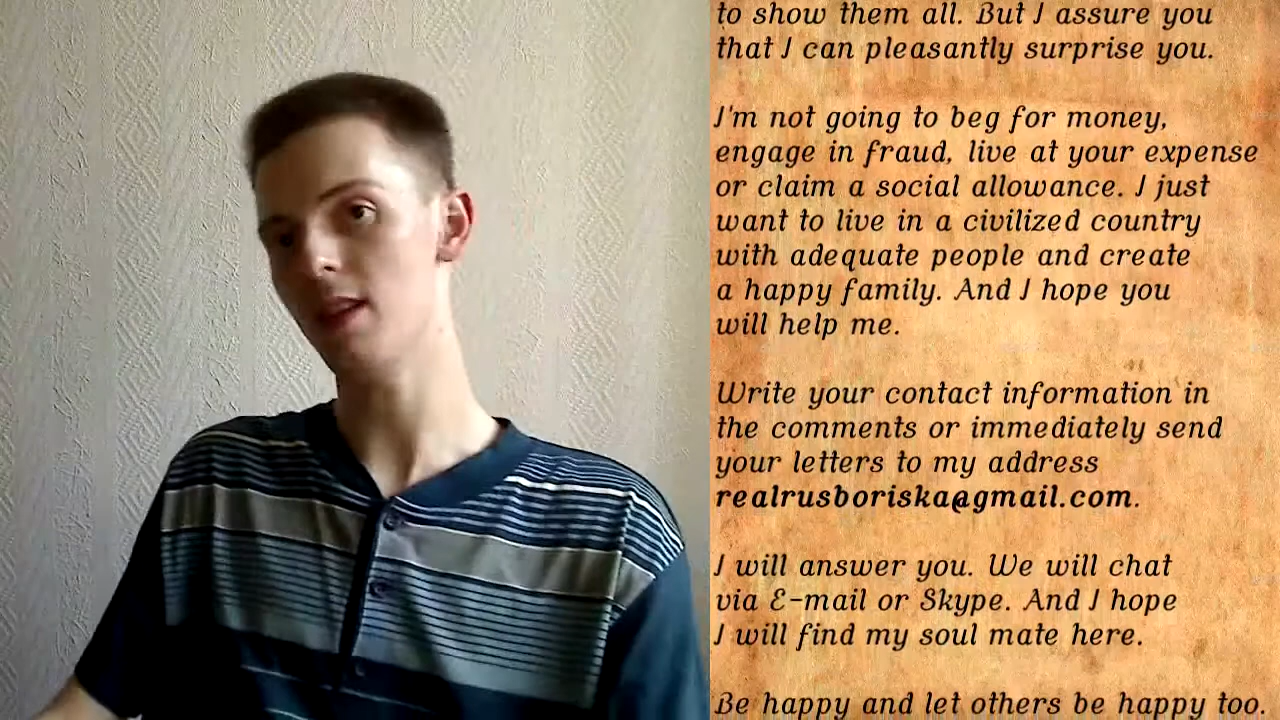 to show them all. But I assure you
that I can pleasantly surprise you.
I'm not going to beg for money,
engage in fraud, live at your expense
or claim a social allowance. I just
want to live in a civilized country
with adequate people and create
a happy family. And I hope you
will help me.
Write your contact information in
the comments or immediately send
your letters to my address
realrusboriska@gmail.com.
I will answer you. We will chat
via E-mail or Skype. And I hope
I will find my soul mate here.
Be happy and let others be happy too.